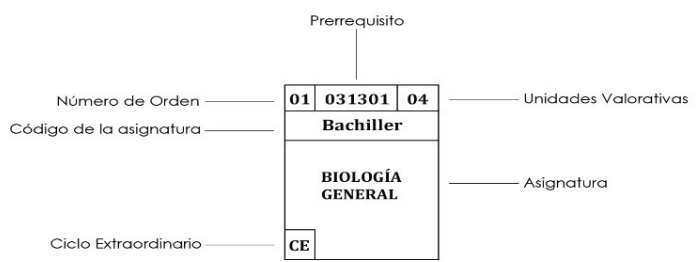 Prerrequisito
Número de Orden
01 031301 04
Unidades Valorativas
Código de la asignatura
Bachiller
BIOLOGÍA
GENERAL
Asignatura
Ciclo Extraordinario
CE